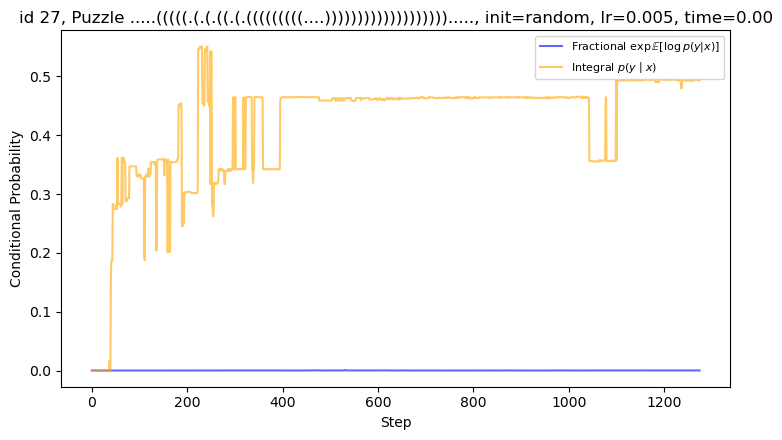 id 27, Puzzle .....(((((.(.(.((.(.(((((((((....)))))))))))))))))))....., init=random, lr=0.005, time=0.00
Fractional exp𝔼[log p(y|x)]
Integral p(y | x)
Conditional Probability
0.5
0.4
0.3
0.2
0.1
0.0
0 200 400 600 800 1000 1200
Step